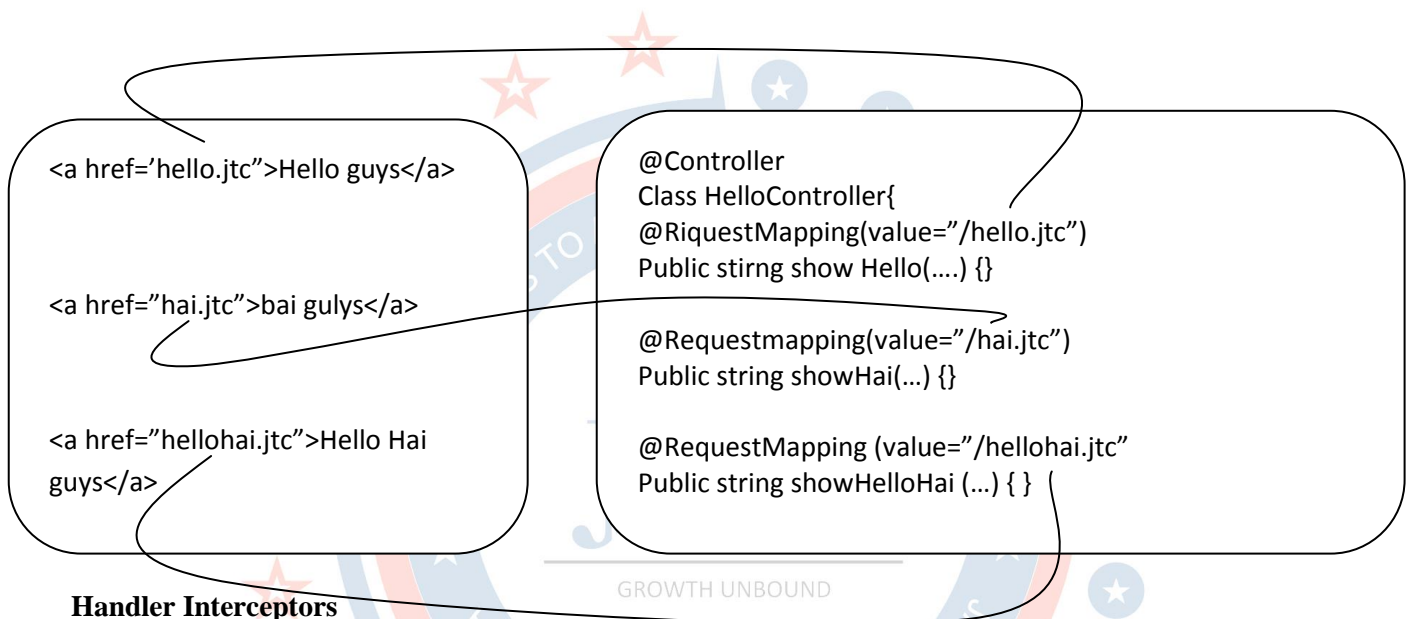 <a href=’hello.jtc”>Hello guys</a>
<a href=”hai.jtc”>bai gulys</a>
<a href=”hellohai.jtc”>Hello Hai
guys</a>
@Controller
Class HelloController{
@RiquestMapping(value=”/hello.jtc”)
Public stirng show Hello(….) {}
@Requestmapping(value=”/hai.jtc”)
Public string showHai(…) {}
@RequestMapping (value=”/hellohai.jtc”
Public string showHelloHai (…) { }
TO
GROWTH UNBOUND
Handler Interceptors